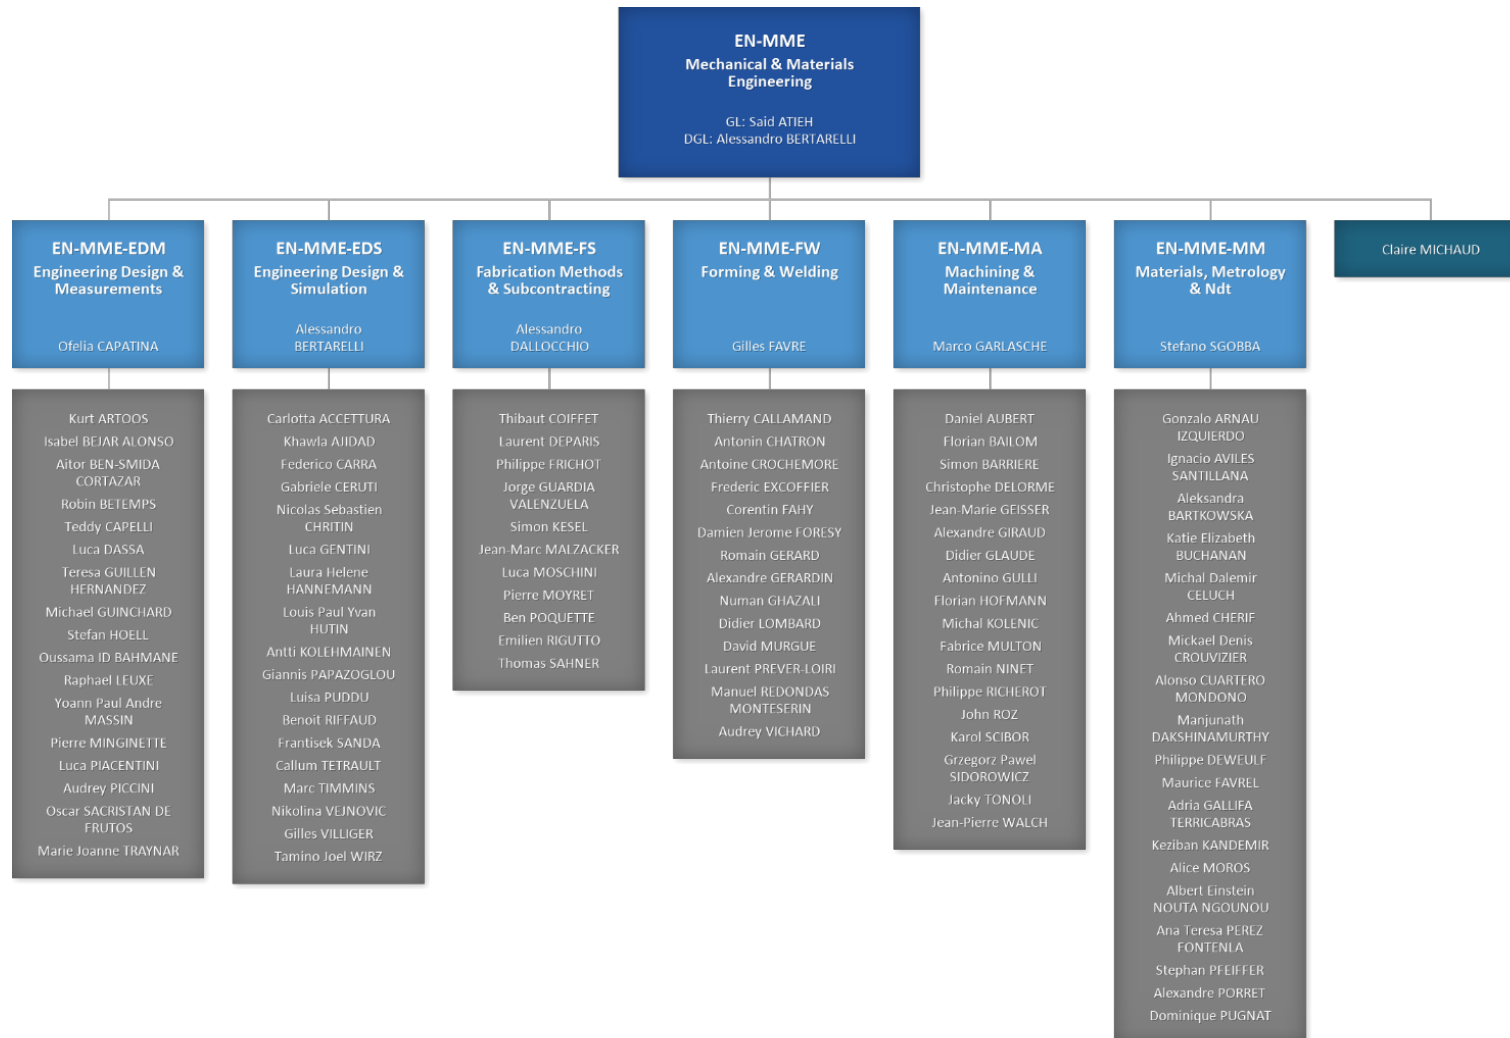 EN-MME
Mechanical & Materials
Engineering
GL: Said ATIEH
DGL: Alessandro BERTARELLI
EN-MME-EDM
Engineering Design &
Measurements
Ofelia CAPATINA
EN-MME-EDS
Engineering Design &
Simulation
Alessandro
BERTARELLI
EN-MME-FS
Fabrication Methods
& Subcontracting
Alessandro
DALLOCCHIO
EN-MME-FW
Forming & Welding
Gilles FAVRE
EN-MME-MA
Machining &
Maintenance
Marco GARLASCHE
EN-MME-MM
Materials, Metrology
& Ndt
Stefano SGOBBA
Claire MICHAUD
Kurt ARTOOS
Isabel BEJAR ALONSO
Aitor BEN-SMIDA
CORTAZAR
Robin BETEMPS
Teddy CAPELLI
Luca DASSA
Teresa GUILLEN
HERNANDEZ
Michael GUINCHARD
Stefan HOELL
Oussama ID BAHMANE
Raphael LEUXE
Yoann Paul Andre
MASSIN
Pierre MINGINETTE
Luca PIACENTINI
Audrey PICCINI
Oscar SACRISTAN DE
FRUTOS
Marie Joanne TRAYNAR
Carlotta ACCETTURA
Khawla AJIDAD
Federico CARRA
Gabriele CERUTI
Nicolas Sebastien
CHRITIN
Luca GENTINI
Laura Helene
HANNEMANN
Louis Paul Yvan
HUTIN
Antti KOLEHMAINEN
Giannis PAPAZOGLOU
Luisa PUDDU
Benoit RIFFAUD
Frantisek SANDA
Callum TETRAULT
Marc TIMMINS
Nikolina VEJNOVIC
Gilles VILLIGER
Tamino Joel WIRZ
Thibaut COIFFET
Laurent DEPARIS
Philippe FRICHOT
Jorge GUARDIA
VALENZUELA
Simon KESEL
Jean-Marc MALZACKER
Luca MOSCHINI
Pierre MOYRET
Ben POQUETTE
Emilien RIGUTTO
Thomas SAHNER
Thierry CALLAMAND
Antonin CHATRON
Antoine CROCHEMORE
Frederic EXCOFFIER
Corentin FAHY
Damien Jerome FORESY
Romain GERARD
Alexandre GERARDIN
Numan GHAZALI
Didier LOMBARD
David MURGUE
Laurent PREVER-LOIRI
Manuel REDONDAS
MONTESERIN
Audrey VICHARD
Daniel AUBERT
Florian BAILOM
Simon BARRIERE
Christophe DELORME
Jean-Marie GEISSER
Alexandre GIRAUD
Didier GLAUDE
Antonino GULLI
Florian HOFMANN
Michal KOLENIC
Fabrice MULTON
Romain NINET
Philippe RICHEROT
John ROZ
Karol SCIBOR
Grzegorz Pawel
SIDOROWICZ
Jacky TONOLI
Jean-Pierre WALCH
Gonzalo ARNAU
IZQUIERDO
Ignacio AVILES
SANTILLANA
Aleksandra
BARTKOWSKA
Katie Elizabeth
BUCHANAN
Michal Dalemir
CELUCH
Ahmed CHERIF
Mickael Denis
CROUVIZIER
Alonso CUARTERO
MONDONO
Manjunath
DAKSHINAMURTHY
Philippe DEWEULF
Maurice FAVREL
Adria GALLIFA
TERRICABRAS
Keziban KANDEMIR
Alice MOROS
Albert Einstein
NOUTA NGOUNOU
Ana Teresa PEREZ
FONTENLA
Stephan PFEIFFER
Alexandre PORRET
Dominique PUGNAT